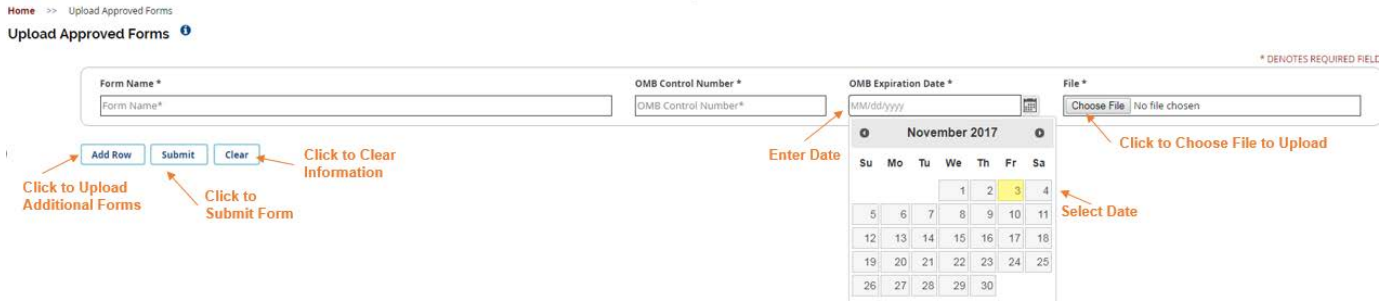 Home >> Upload Approved Forms
Upload Approved Forms
* DENOTES REQUIRED FIELD
Form Name * OMB Control Number * OMB Expiration Date * File *
Form Name* OMB Control Number* MM/dd/yyyy Choose File No file chosen
November 2017
Enter Date
Click to Choose File to Upload
Add Row Submit Clear
Click to Clear
Information
Su Mo Tu We Th Fr Sa
Click to Upload
Additional Forms
Click to
Submit Form
1 2 3 4
Select Date
5 6 7 8 9 10 11
12 13 14 15 16 17 18
19 20 21 22 23 24 25
26 27 28 29 30